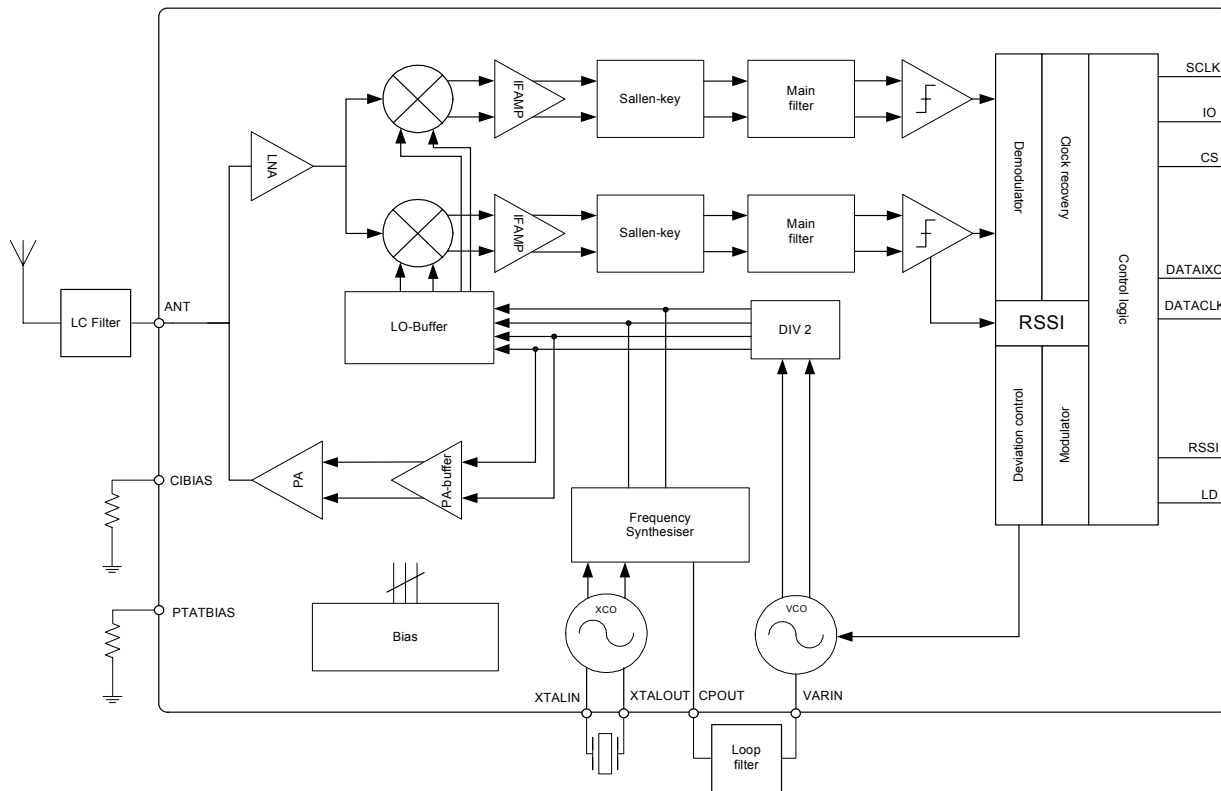 SCLK
IO
CS
DATAIXO
DATACLK
RSSI
LD
IFAMP
Sallen-key
Main
filter
LNA
IFAMP
Sallen-key
Main
filter
Demodulator
Clock recovery
Control logic
RSSI
Deviation control
Modulator
ANT
LC Filter
LO-Buffer
DIV 2
PA
PA-buffer
CIBIAS
Frequency
Synthesiser
PTATBIAS
Bias
XCO
VCO
XTALIN
XTALOUT
CPOUT
VARIN
Loop
filter